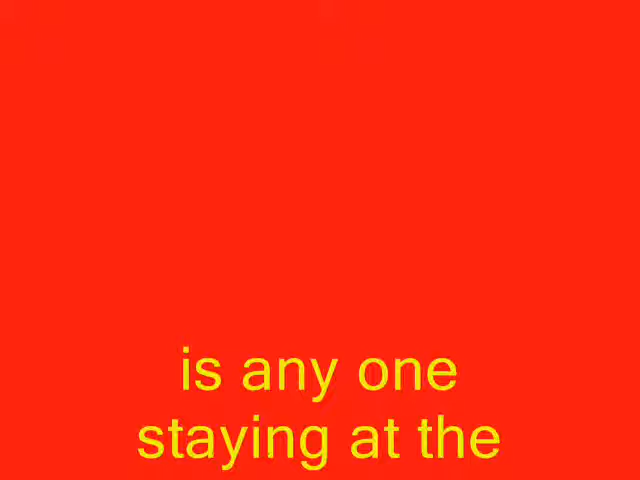 is any one
staying at the